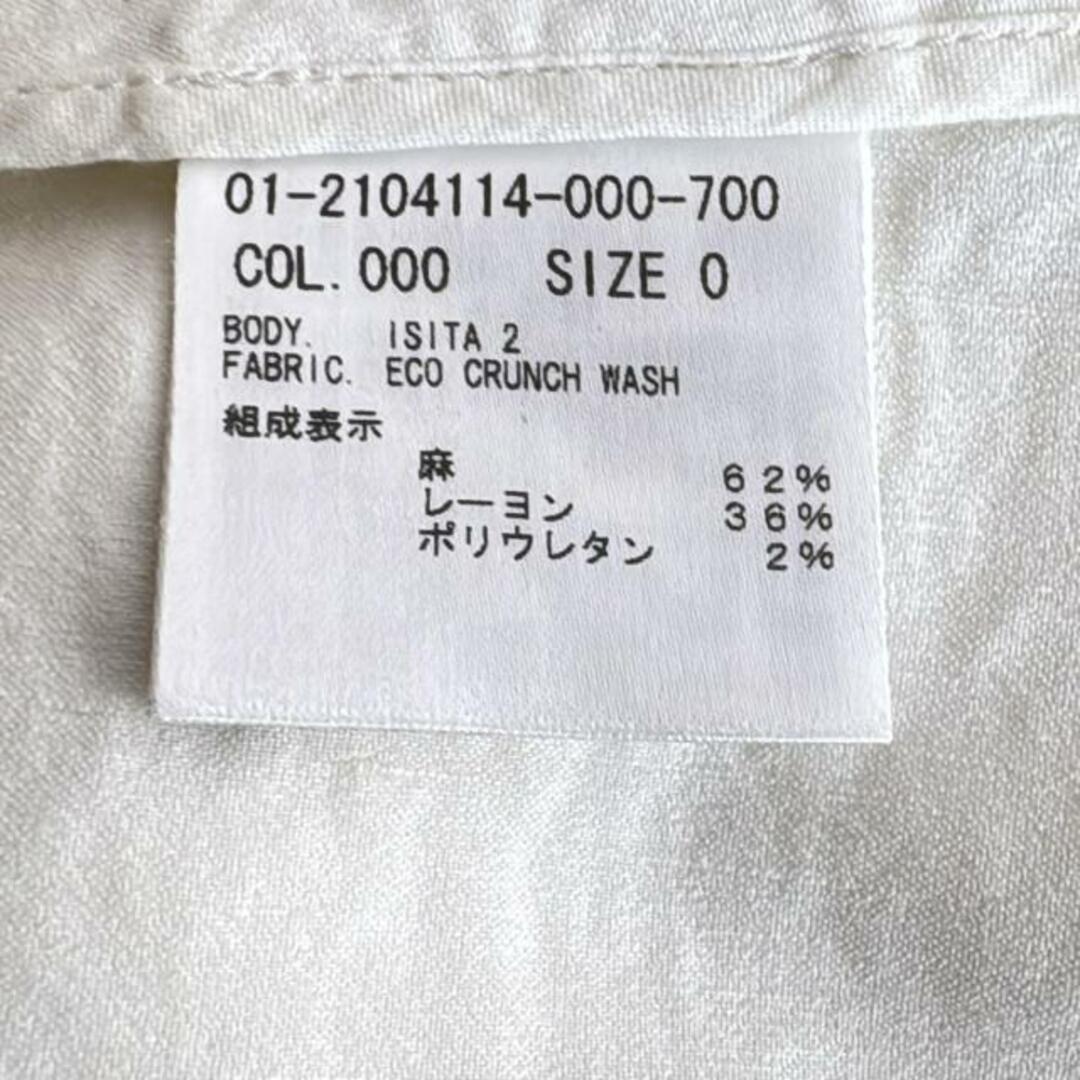 01-2104114-000-700
COL. 000 SIZE 0
BODY. ISITA 2
FABRIC. ECO CRUNCH WASH
組成表示
麻 62%
レーヨン 36%
ポリウレタン 2%